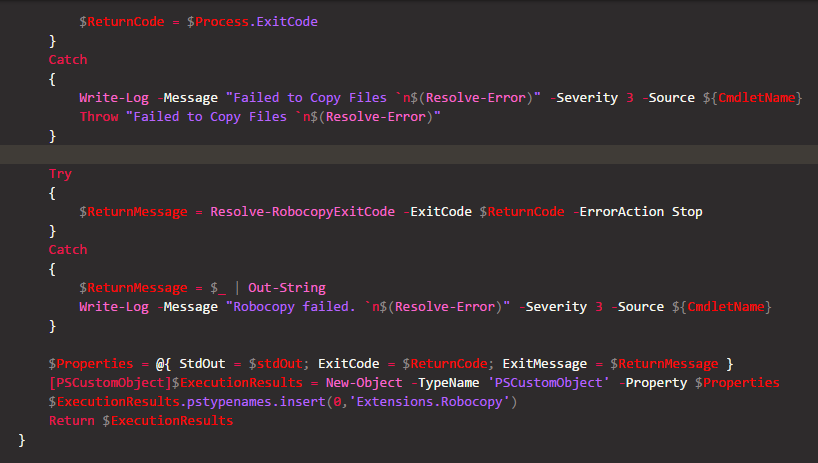 $ReturnCode = $Process.ExitCode
}
Catch
{
Write-Log -Message "Failed to Copy Files `n$(Resolve-Error)" -Severity 3 -Source ${CmdletName}
Throw "Failed to Copy Files `n$(Resolve-Error)"
}
Try
{
$ReturnMessage = Resolve-RobocopyExitCode -ExitCode $ReturnCode -ErrorAction Stop
}
Catch
{
$ReturnMessage = $_ | Out-String
Write-Log -Message "Robocopy failed. `n$(Resolve-Error)" -Severity 3 -Source ${CmdletName}
}
$Properties = @{ StdOut = $stdOut; ExitCode = $ReturnCode; ExitMessage = $ReturnMessage }
[PSCustomObject]$ExecutionResults = New-Object -TypeName 'PSCustomObject' -Property $Properties
$ExecutionResults.pstypenames.insert(0,'Extensions.Robocopy')
Return $ExecutionResults
}